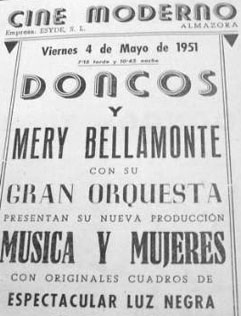 CINE MODERNO
Empresa: ESYDE, S. L. ALMAZORA
Viernes 4 de Mayo de 1951
7'15 tarde y 10'45 noche
DONCOS
Y
MERY BELLAMONTE
CON SU
GRAN ORQUESTA
PRESENTAN SU NUEVA PRODUCCIÓN
MUSICA Y MUJERES
CON ORIGINALES CUADROS DE
ESPECTACULAR LUZ NEGRA